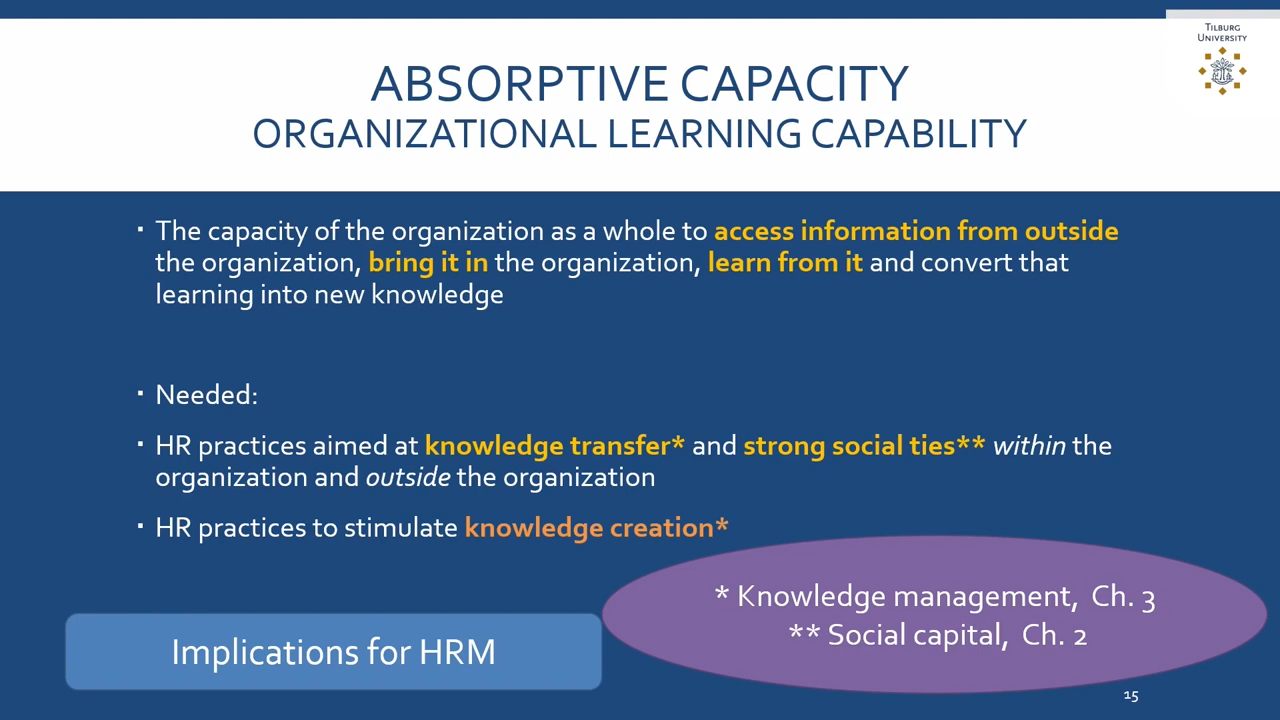 TILBURG
UNIVERSITY
ABSORPTIVE CAPACITY
ORGANIZATIONAL LEARNING CAPABILITY
▪ The capacity of the organization as a whole to access information from outside
the organization, bring it in the organization, learn from it and convert that
learning into new knowledge
▪ Needed:
▪ HR practices aimed at knowledge transfer* and strong social ties** within the
organization and outside the organization
▪ HR practices to stimulate knowledge creation*
* Knowledge management, Ch. 3
** Social capital, Ch. 2
Implications for HRM
15